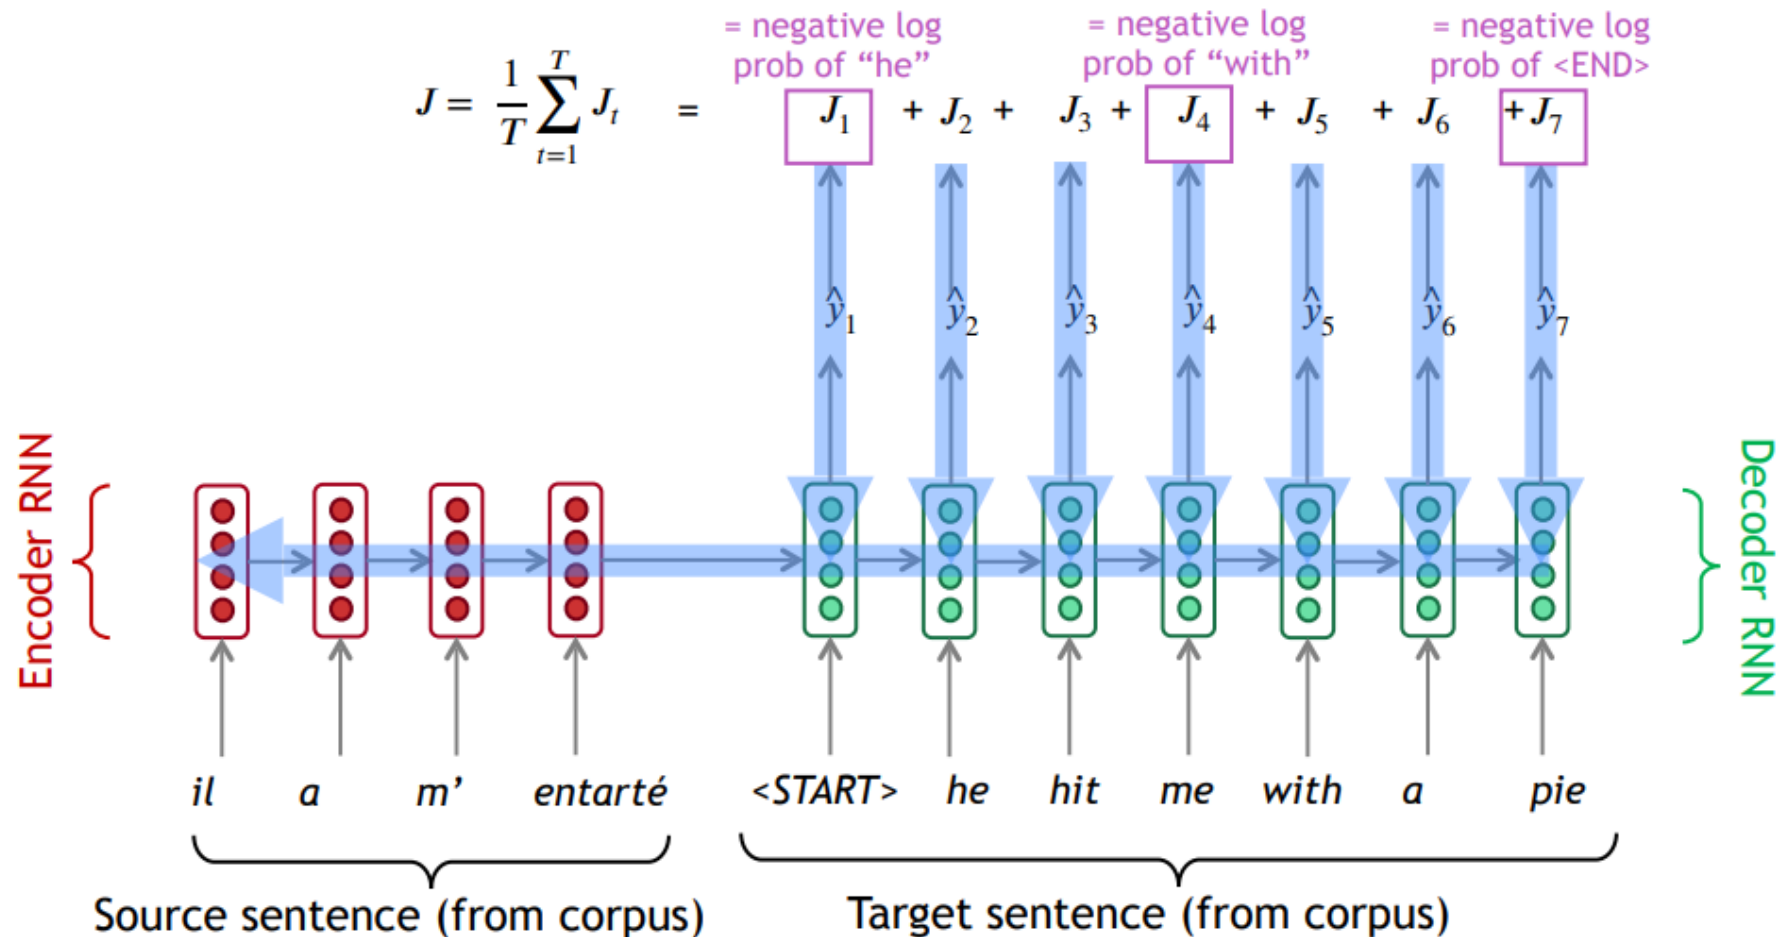 = negative log
prob of “he”
= negative log
prob of “with”
= negative log
prob of <END>
J = 1/T ∑_{t=1}^{T} J_t = J_1 + J_2 + J_3 + J_4 + J_5 + J_6 + J_7
ŷ_1 ŷ_2 ŷ_3 ŷ_4 ŷ_5 ŷ_6 ŷ_7
Encoder RNN
Decoder RNN
il a m’ entarté <START> he hit me with a pie
Source sentence (from corpus)
Target sentence (from corpus)